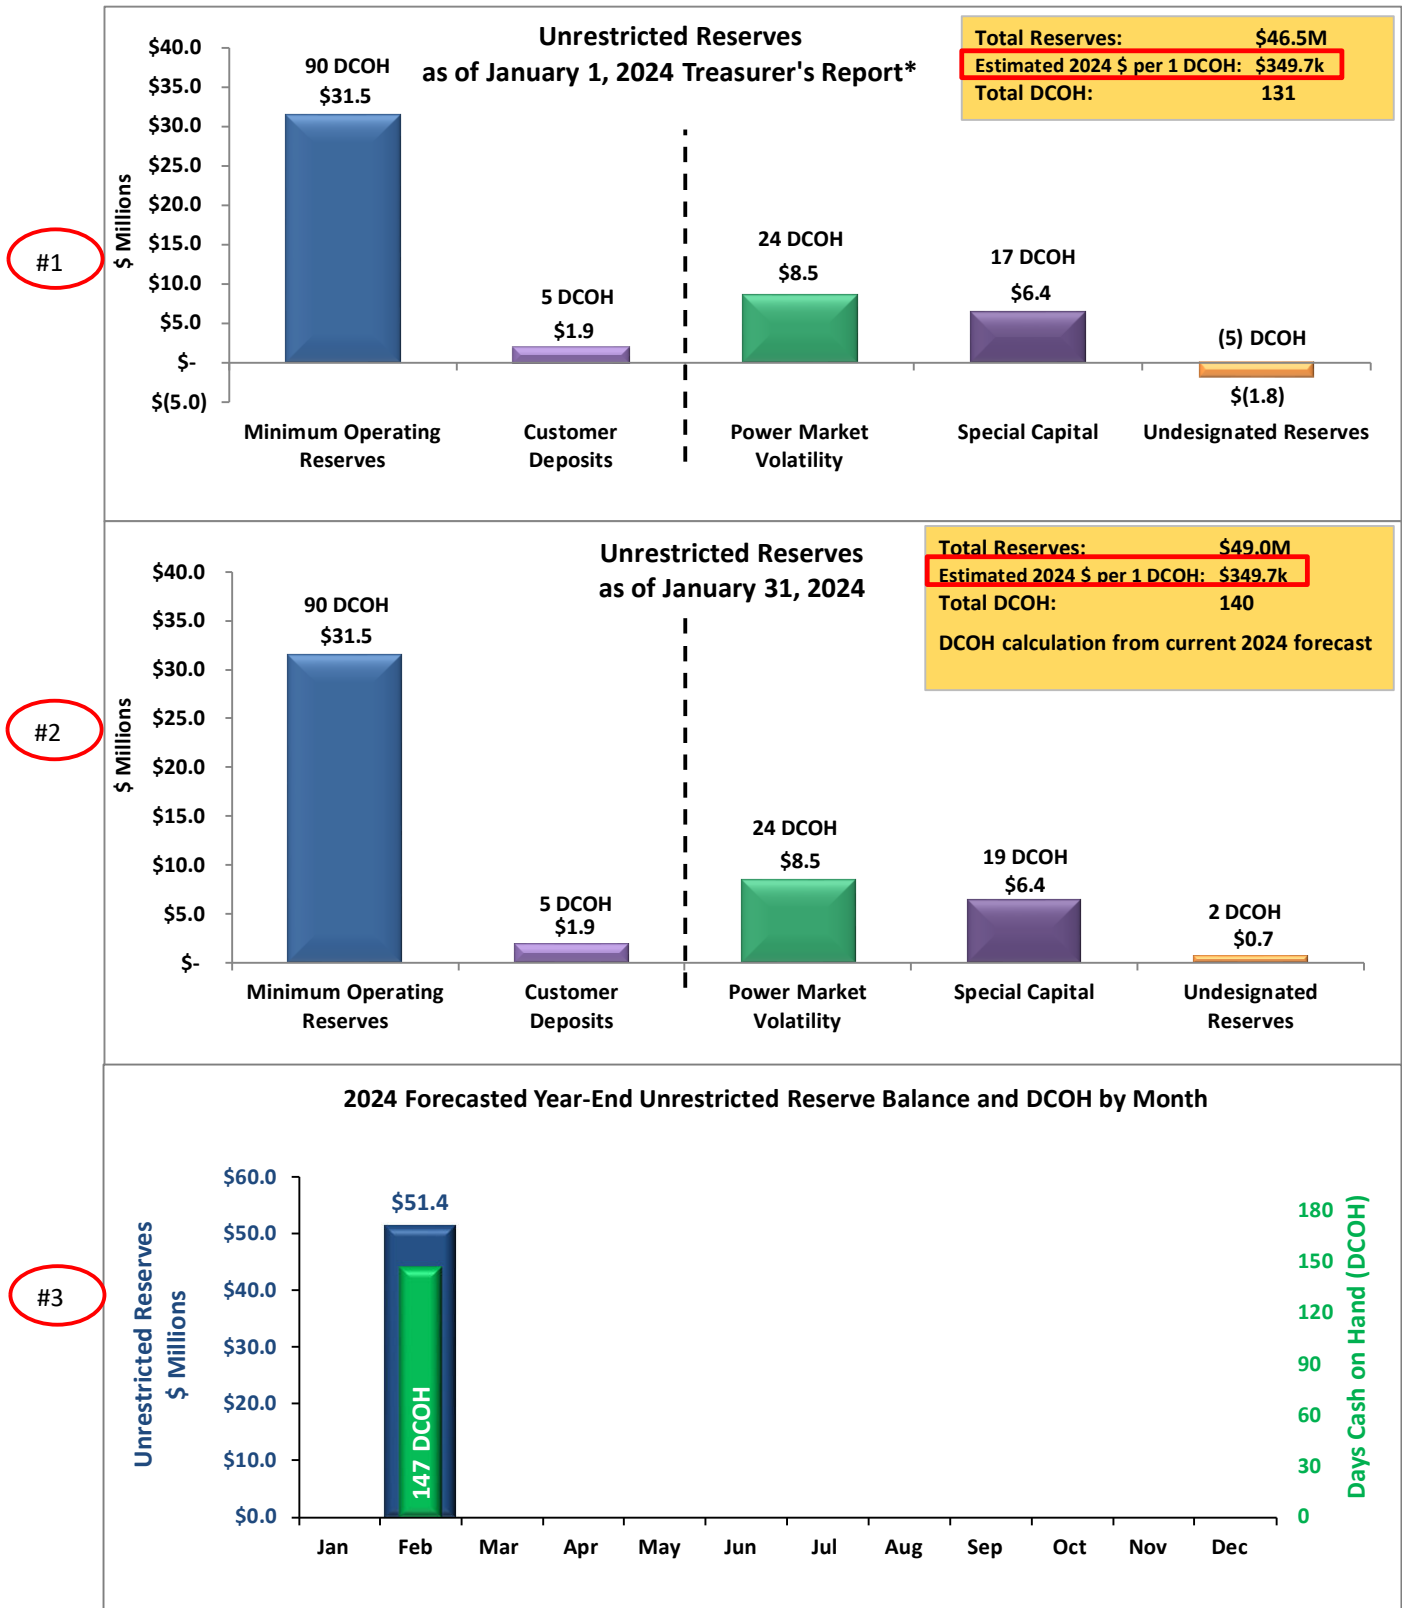 Unrestricted Reserves
as of January 1, 2024 Treasurer's Report*
Total Reserves: $46.5M
Estimated 2024 $ per 1 DCOH: $349.7k
Total DCOH: 131
#1
$ Millions
$40.0
$35.0
$30.0
$25.0
$20.0
$15.0
$10.0
$5.0
$-
$(5.0)
90 DCOH
$31.5
5 DCOH
$1.9
24 DCOH
$8.5
17 DCOH
$6.4
(5) DCOH
$(1.8)
Minimum Operating
Reserves
Customer
Deposits
Power Market
Volatility
Special Capital
Undesignated Reserves
Unrestricted Reserves
as of January 31, 2024
Total Reserves: $49.0M
Estimated 2024 $ per 1 DCOH: $349.7k
Total DCOH: 140
DCOH calculation from current 2024 forecast
#2
$ Millions
$40.0
$35.0
$30.0
$25.0
$20.0
$15.0
$10.0
$5.0
$-
90 DCOH
$31.5
5 DCOH
$1.9
24 DCOH
$8.5
19 DCOH
$6.4
2 DCOH
$0.7
Minimum Operating
Reserves
Customer
Deposits
Power Market
Volatility
Special Capital
Undesignated
Reserves
2024 Forecasted Year-End Unrestricted Reserve Balance and DCOH by Month
#3
Unrestricted Reserves
$ Millions
$60.0
$50.0
$40.0
$30.0
$20.0
$10.0
$0.0
$51.4
147 DCOH
180
150
120
90
60
30
0
Days Cash on Hand (DCOH)
Jan Feb Mar Apr May Jun Jul Aug Sep Oct Nov Dec